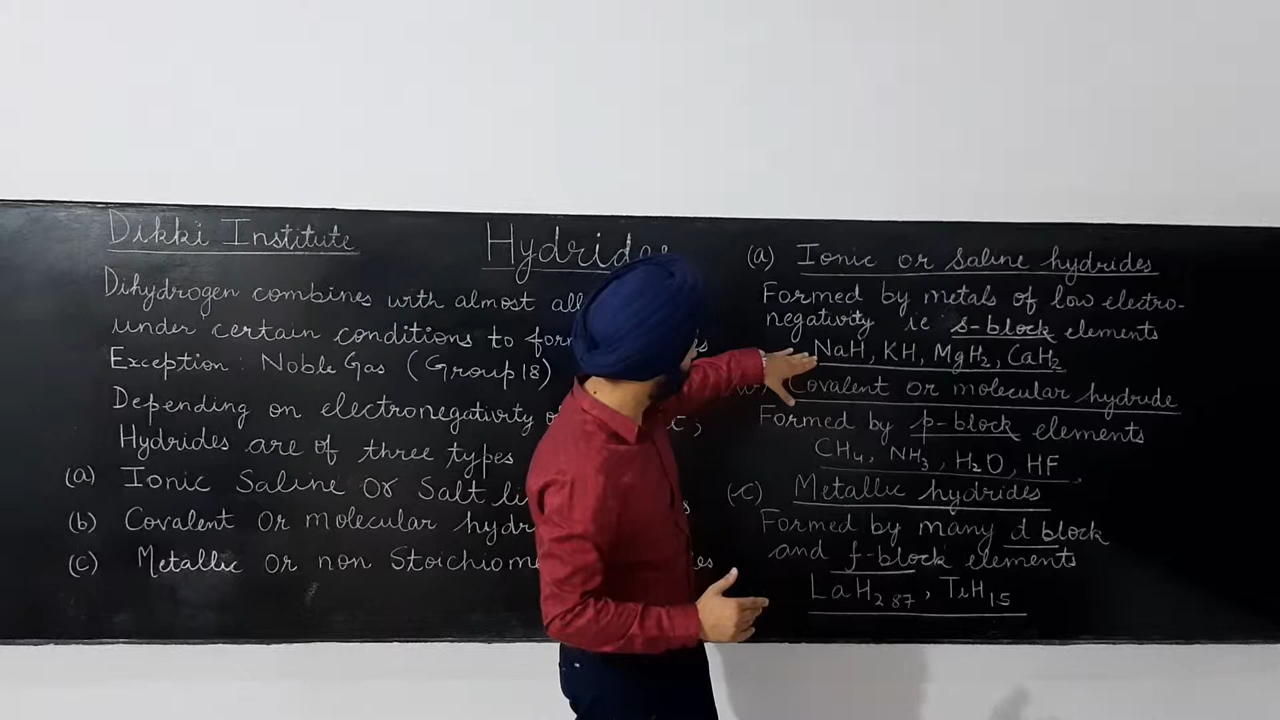 Dikki Institute
Hydrides
Dihydrogen combines with almost all
under certain conditions to form
Exception : Noble Gas (Group 18)
Depending on electronegativity
Hydrides are of three types
(a) Ionic Saline Or Salt li
(b) Covalent Or molecular hydr
(c) Metallic or non Stoichiome
(a) Ionic or Saline hydrides
Formed by metals of low electro-
negativity ie s-block elements
NaH, KH, MgH2, CaH2
Covalent or molecular hydride
Formed by p-block elements
CH4, NH3, H2O, HF
(C) Metallic hydrides
Formed by many d block
and f-block elements
LaH2 87, TiH1 5